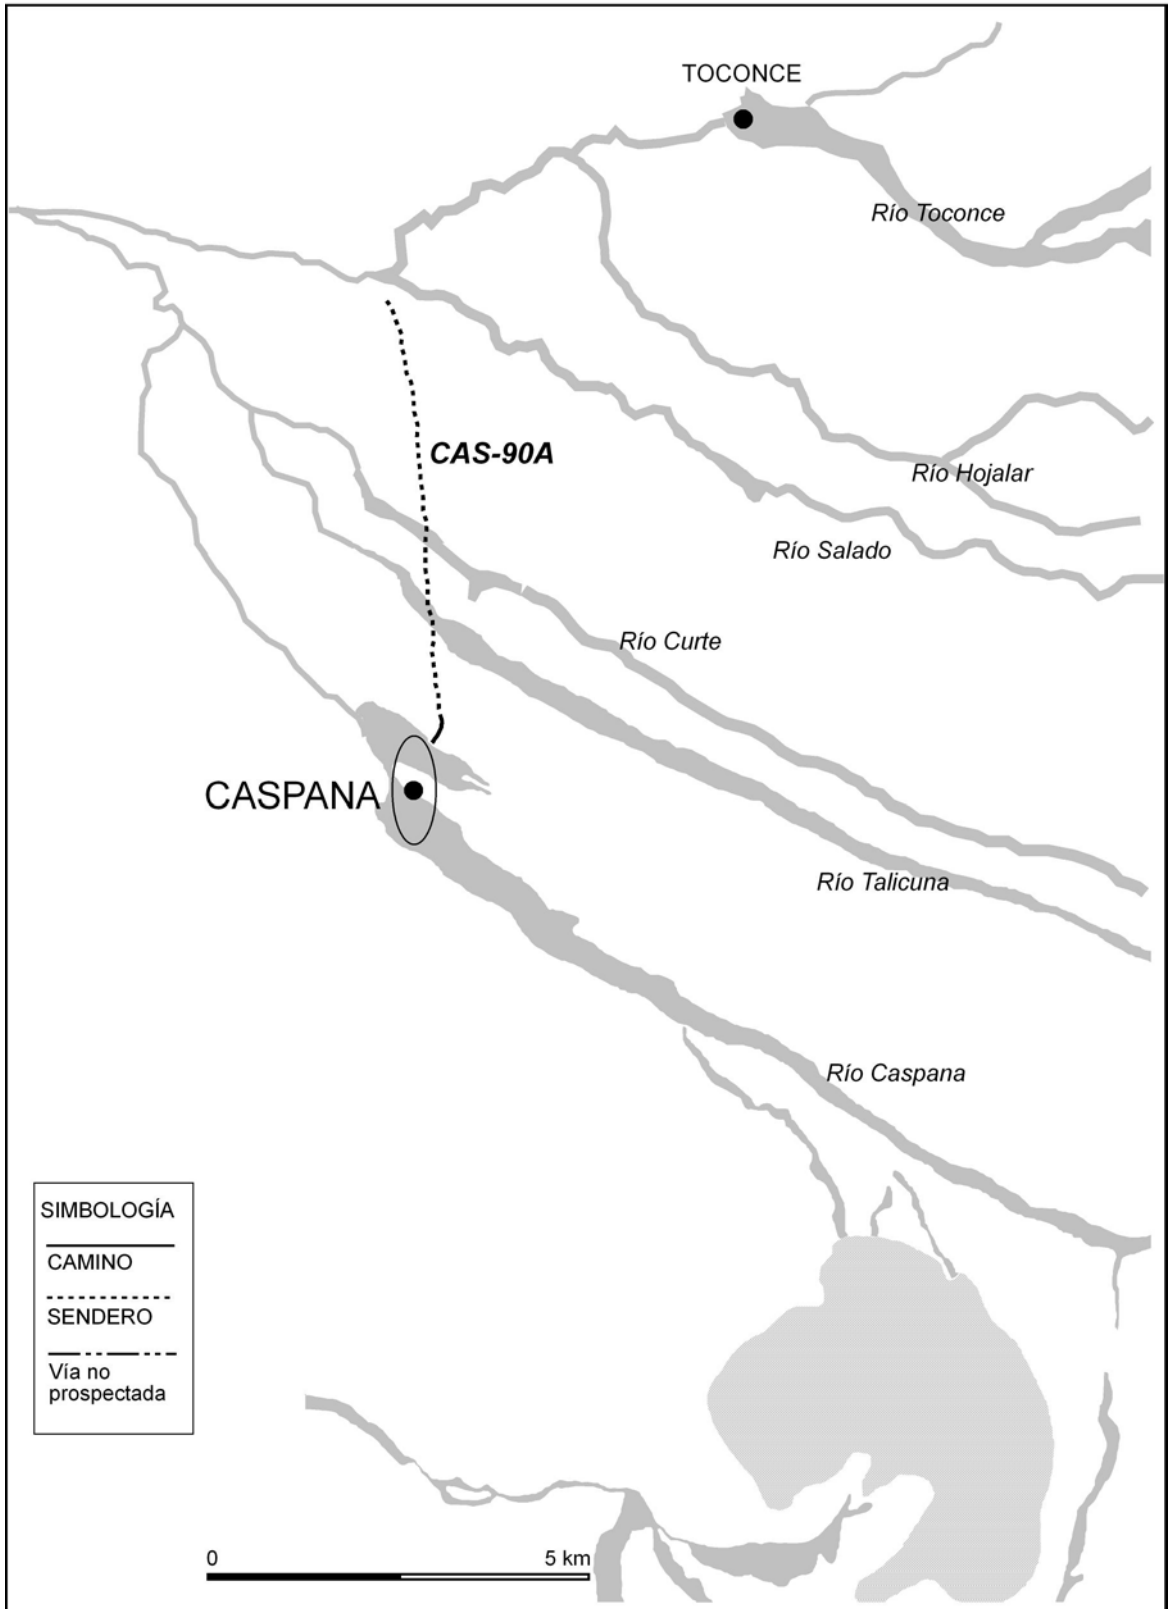 TOCONCE
Río Toconce
CAS-90A
Río Hojalar
Río Salado
Río Curte
CASPANA
Río Talicuna
Río Caspana
SIMBOLOGÍA
CAMINO
SENDERO
Vía no
prospectada
0 5 km